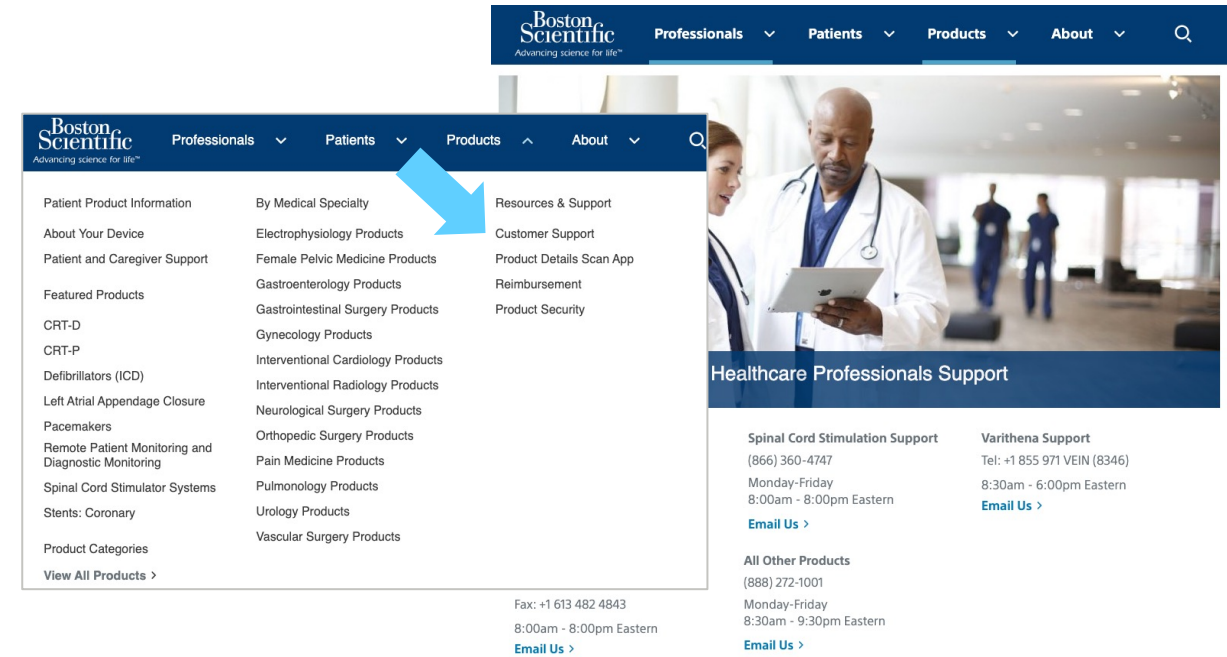 Boston
Scientific
Advancing science for life™
Professionals
Patients
Products
About
Boston
Scientific
Advancing science for life™
Professionals
Patients
Products
About
Patient Product Information
About Your Device
Patient and Caregiver Support
Featured Products
CRT-D
CRT-P
Defibrillators (ICD)
Left Atrial Appendage Closure
Pacemakers
Remote Patient Monitoring and
Diagnostic Monitoring
Spinal Cord Stimulator Systems
Stents: Coronary
Product Categories
View All Products >
By Medical Specialty
Electrophysiology Products
Female Pelvic Medicine Products
Gastroenterology Products
Gastrointestinal Surgery Products
Gynecology Products
Interventional Cardiology Products
Interventional Radiology Products
Neurological Surgery Products
Orthopedic Surgery Products
Pain Medicine Products
Pulmonology Products
Urology Products
Vascular Surgery Products
Resources & Support
Customer Support
Product Details Scan App
Reimbursement
Product Security
Healthcare Professionals Support
Spinal Cord Stimulation Support
(866) 360-4747
Monday-Friday
8:00am - 8:00pm Eastern
Email Us >
Varithena Support
Tel: +1 855 971 VEIN (8346)
8:30am - 6:00pm Eastern
Email Us >
All Other Products
(888) 272-1001
Monday-Friday
8:30am - 9:30pm Eastern
Email Us >
Fax: +1 613 482 4843
8:00am - 8:00pm Eastern
Email Us >